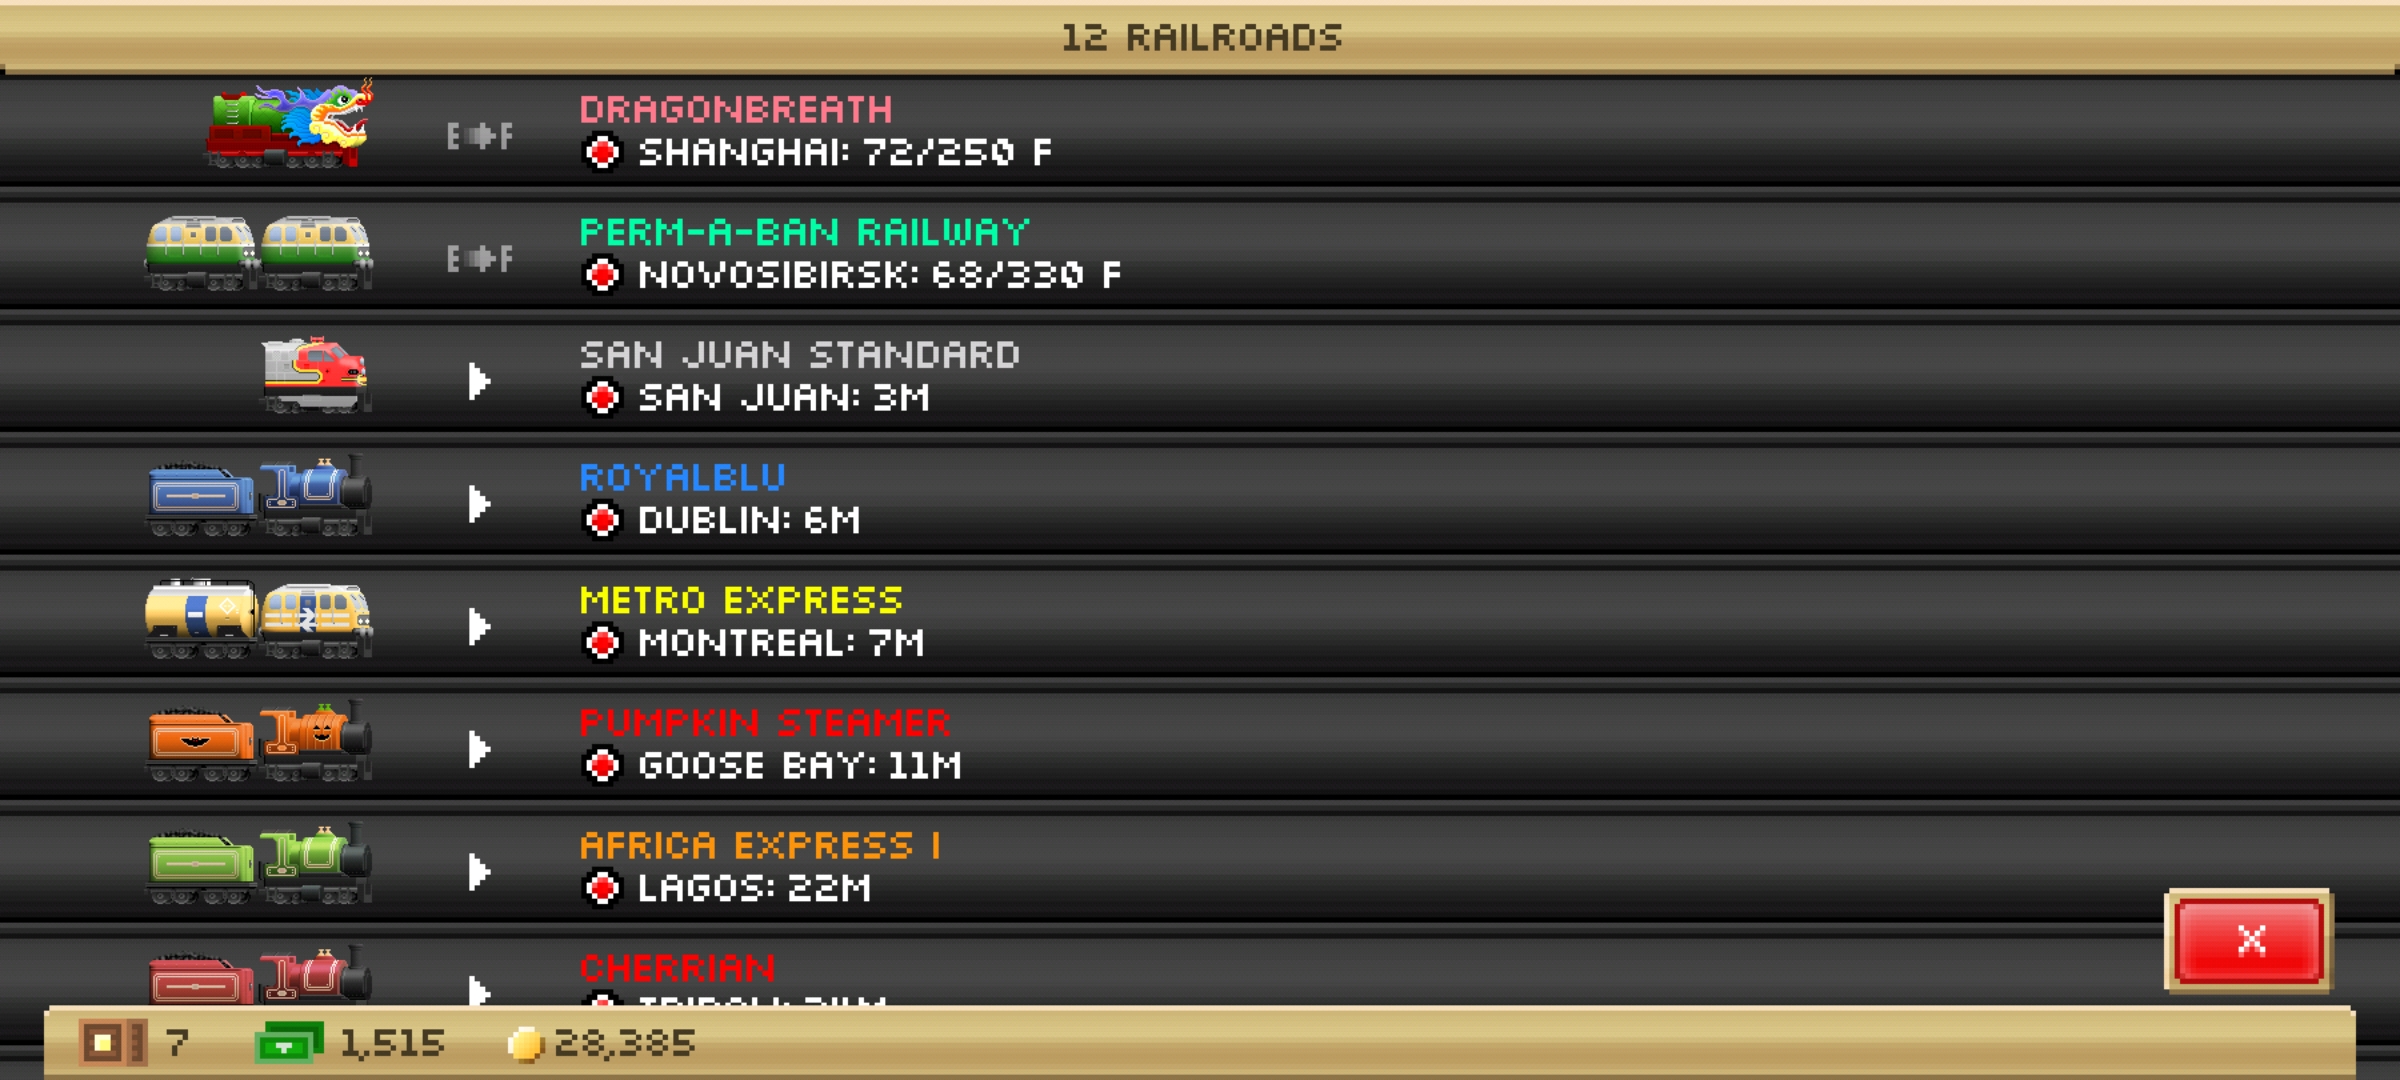 12 RAILROADS
DRAGONBREATH
E F
SHANGHAI: 72/250 F
PERM-A-BAN RAILWAY
E F
NOVOSIBIRSK: 68/330 F
SAN JUAN STANDARD
SAN JUAN: 3M
ROYALBLU
DUBLIN: 6M
METRO EXPRESS
MONTREAL: 7M
PUMPKIN STEAMER
GOOSE BAY: 11M
AFRICA EXPRESS I
LAGOS: 22M
CHERRIAN
X
7 1,515 28,385